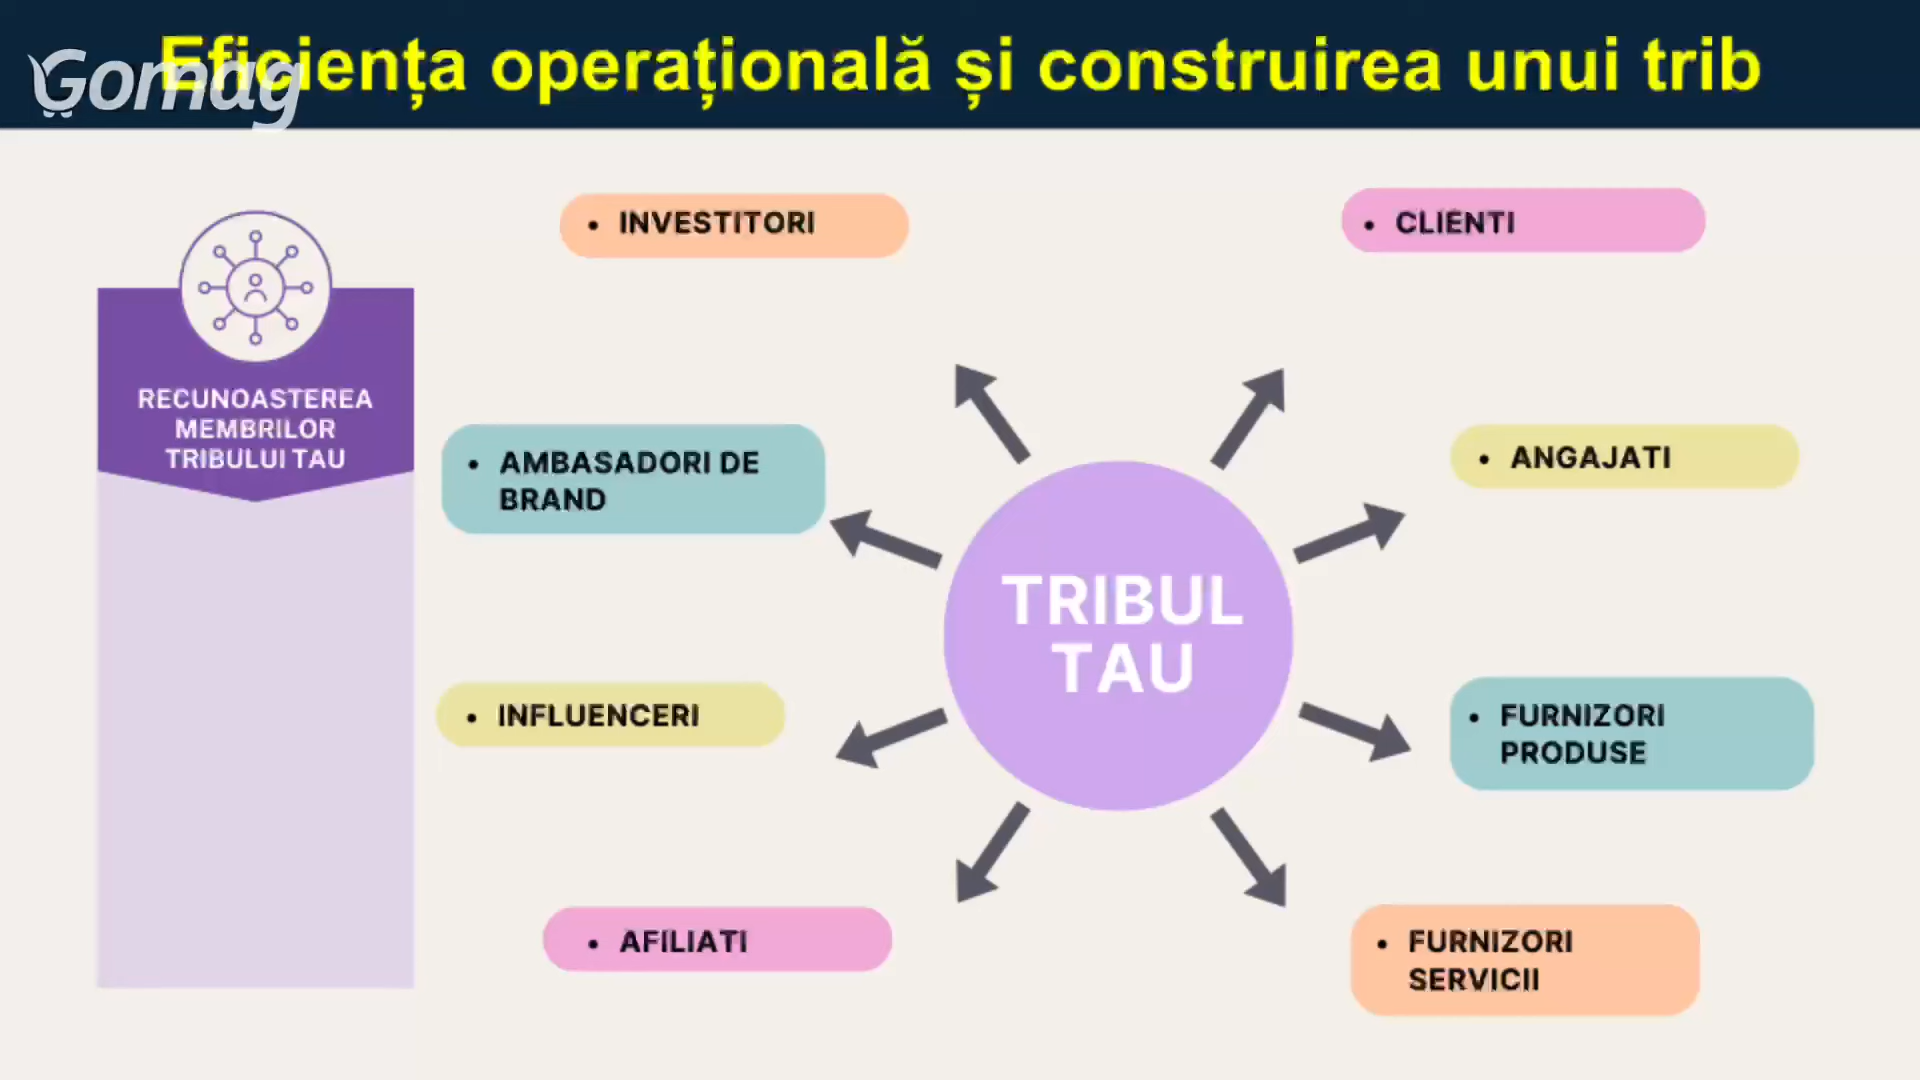 Eficiența operațională și construirea unui trib
Gomag
RECUNOASTEREA
MEMBRILOR
TRIBULUI TAU
• INVESTITORI
• CLIENTI
• AMBASADORI DE
BRAND
• ANGAJATI
TRIBUL
TAU
• INFLUENCERI
• FURNIZORI
PRODUSE
• AFILIATI
• FURNIZORI
SERVICII